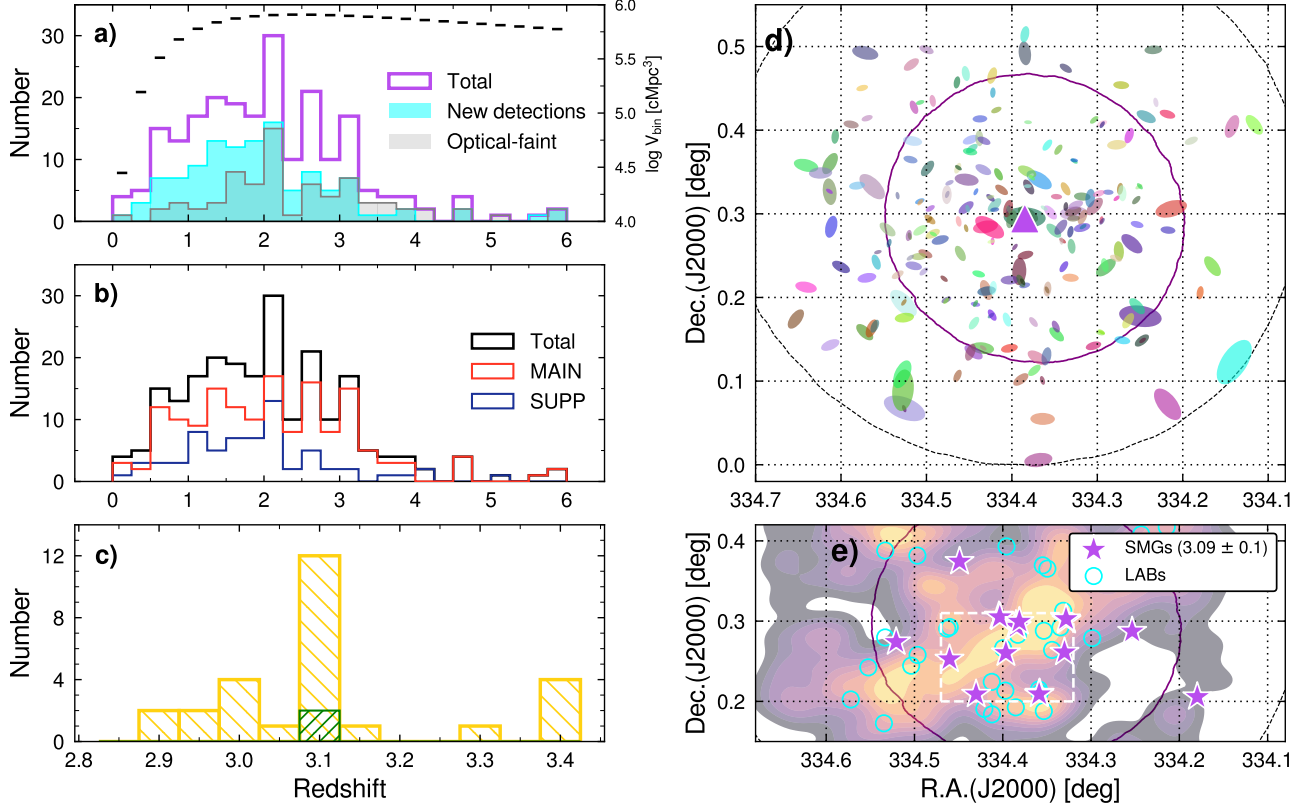 a)
Number
0
10
20
30
0
1
2
3
4
5
6
4.0
4.5
5.0
5.5
6.0
log V_bin [cMpc³]
Total
New detections
Optical-faint
b)
Number
0
10
20
30
0
1
2
3
4
5
6
Total
MAIN
SUPP
c)
Number
0
4
8
12
2.8
2.9
3.0
3.1
3.2
3.3
3.4
Redshift
d)
Dec.(J2000) [deg]
0.0
0.1
0.2
0.3
0.4
0.5
334.7
334.6
334.5
334.4
334.3
334.2
334.1
e)
Dec.(J2000) [deg]
0.2
0.3
0.4
334.6
334.5
334.4
334.3
334.2
334.1
R.A.(J2000) [deg]
SMGs (3.09 ± 0.1)
LABs